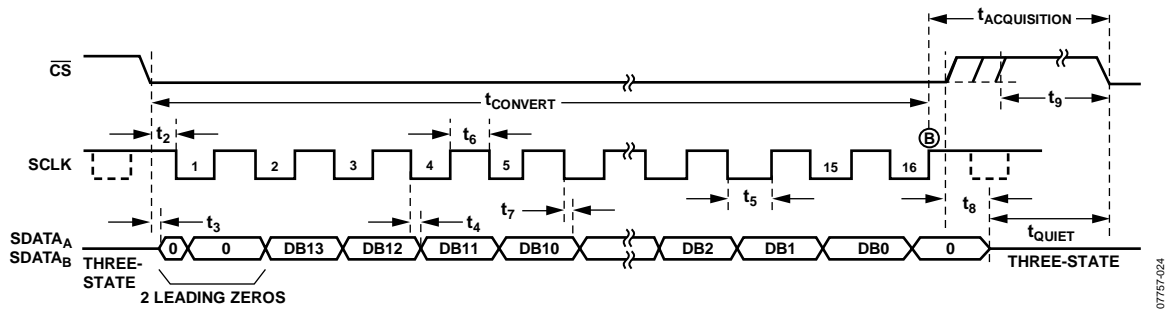 tACQUISITION
CS
tCONVERT
t9
t2
t6
B
SCLK
1
2
3
4
5
15
16
t3
t4
t7
t5
t8
tQUIET
SDATAA
SDATAB
THREE-
STATE
0
0
DB13
DB12
DB11
DB10
DB2
DB1
DB0
0
THREE-STATE
2 LEADING ZEROS
07757-024